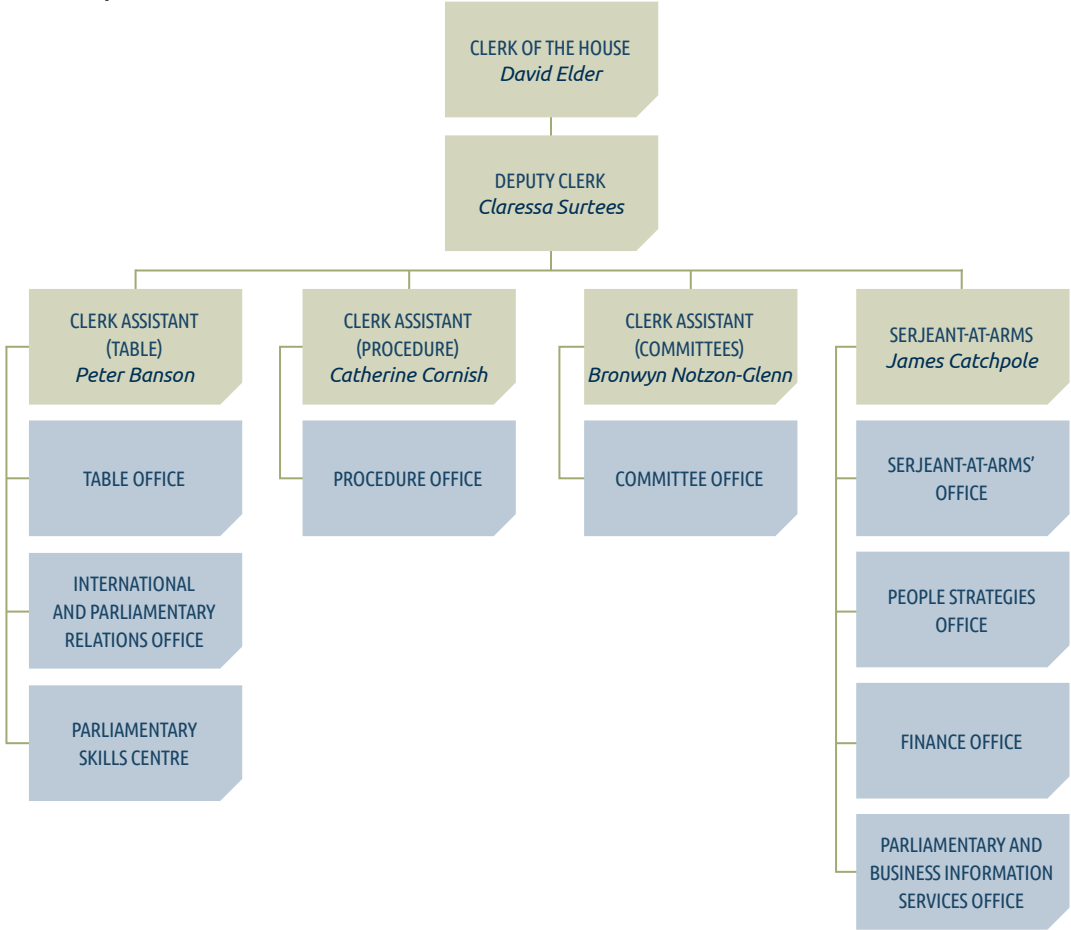 CLERK OF THE HOUSE
David Elder
DEPUTY CLERK
Claressa Surtees
CLERK ASSISTANT
(TABLE)
Peter Banson
CLERK ASSISTANT
(PROCEDURE)
Catherine Cornish
CLERK ASSISTANT
(COMMITTEES)
Bronwyn Notzon-Glenn
SERJEANT-AT-ARMS
James Catchpole
TABLE OFFICE
PROCEDURE OFFICE
COMMITTEE OFFICE
SERJEANT-AT-ARMS’
OFFICE
INTERNATIONAL
AND PARLIAMENTARY
RELATIONS OFFICE
PEOPLE STRATEGIES
OFFICE
PARLIAMENTARY
SKILLS CENTRE
FINANCE OFFICE
PARLIAMENTARY AND
BUSINESS INFORMATION
SERVICES OFFICE